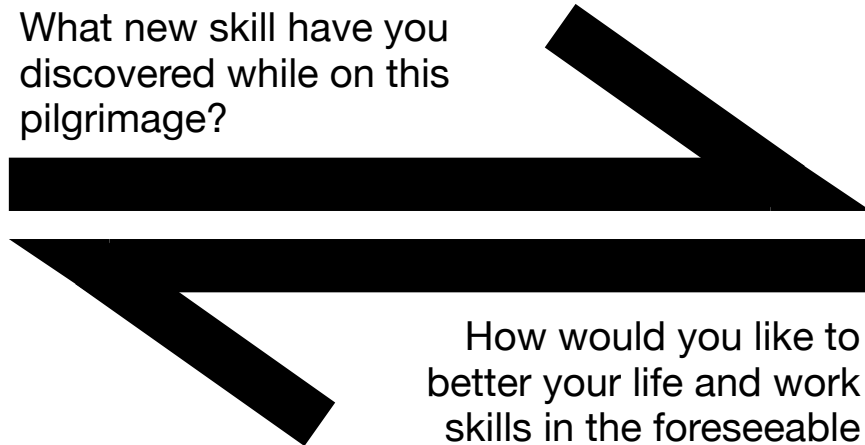 What new skill have you
discovered while on this
pilgrimage?
How would you like to
better your life and work
skills in the foreseeable